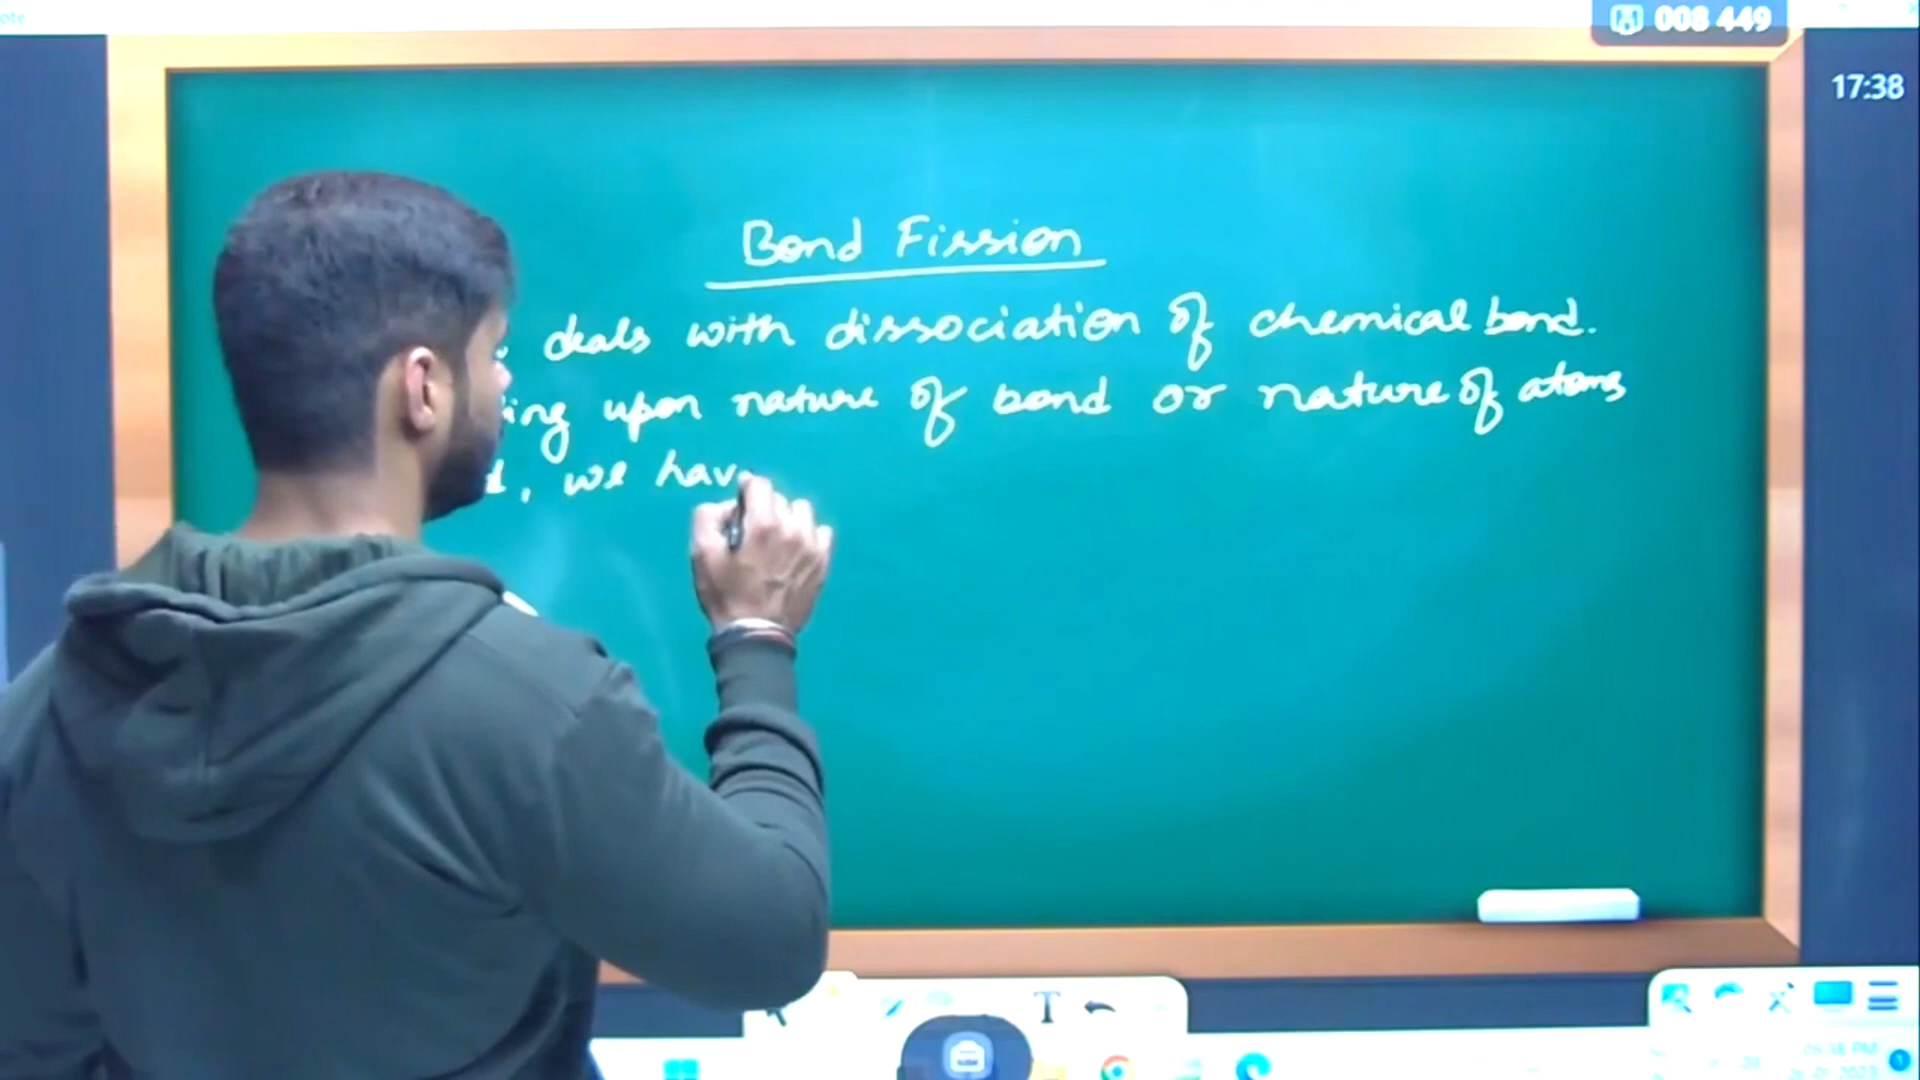 ote
008 449
17:38
Bond Fission
deals with dissociation of chemical bond.
ing upon nature of bond or nature of atoms
d, we hav
T